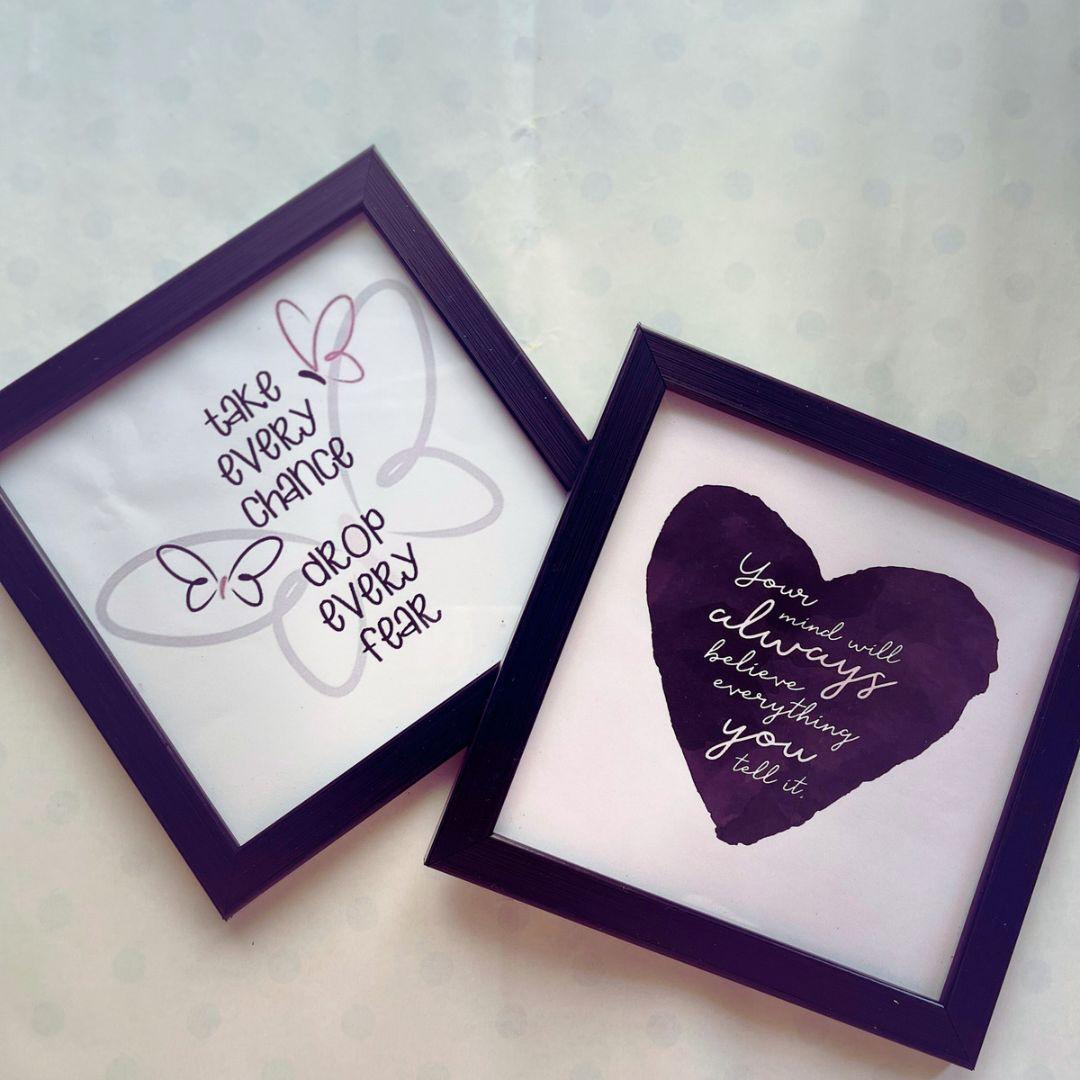 take
every
chance
drop
every
fear
Your
mind will
always
believe
everything
you
tell it.